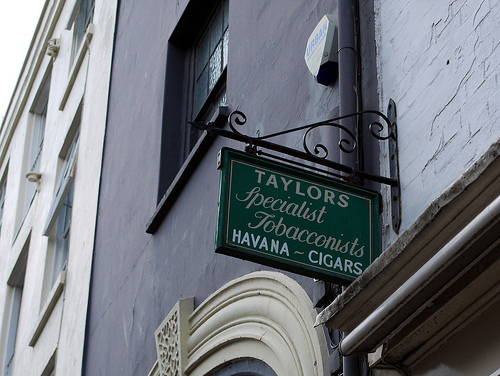 TAYLORS
Specialist
Tobacconists
HAVANA ~ CIGARS